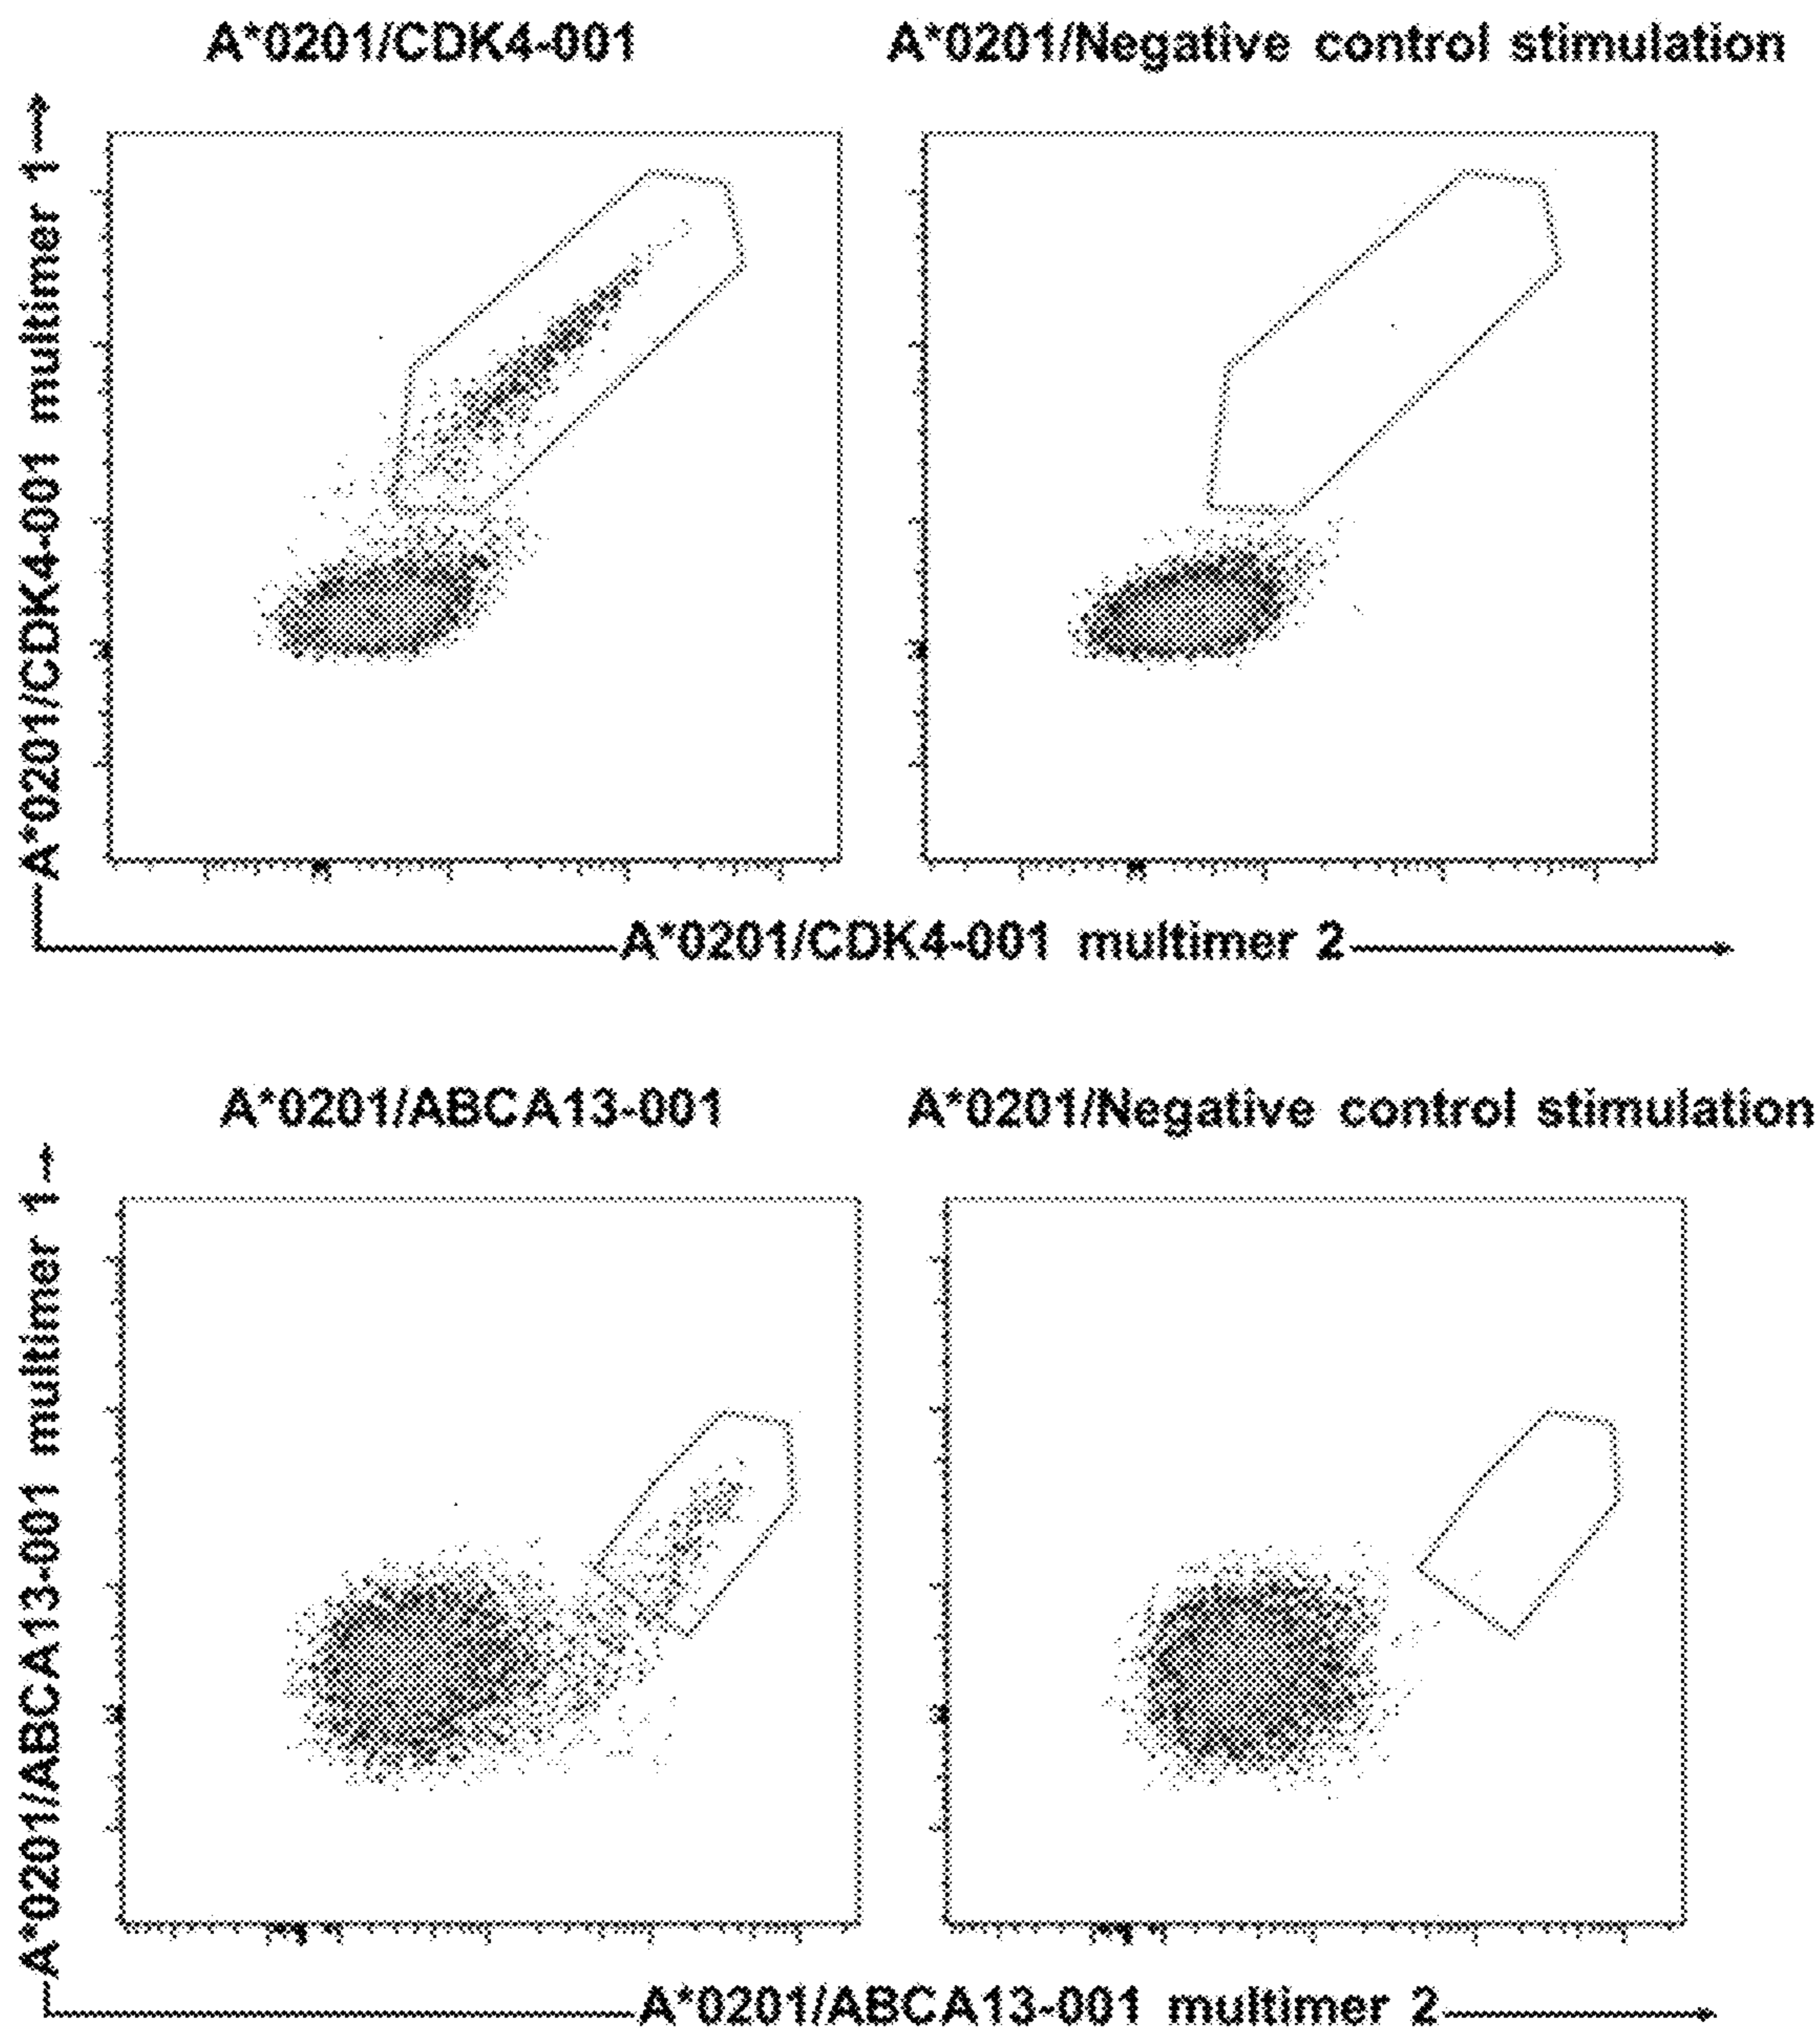 A*0201/CDK4-001
A*0201/Negative control stimulation
A*0201/CDK4-001 multimer 1
A*0201/CDK4-001 multimer 2
A*0201/ABCA13-001
A*0201/Negative control stimulation
A*0201/ABCA13-001 multimer 1
A*0201/ABCA13-001 multimer 2